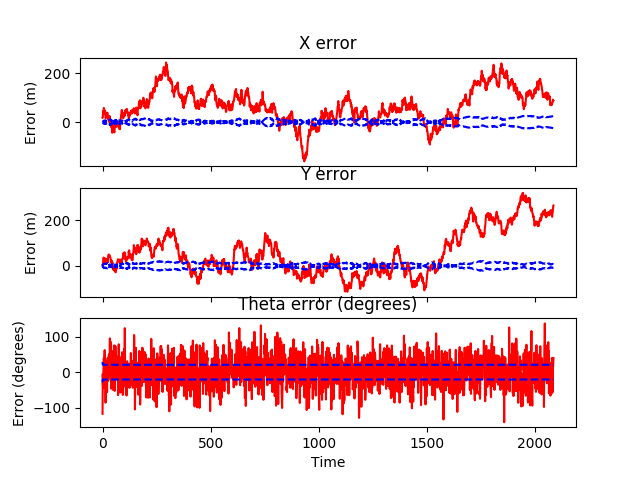 X error
Error (m)
200
0
Y error
Error (m)
200
0
Theta error (degrees)
Error (degrees)
100
0
−100
0
500
1000
1500
2000
Time